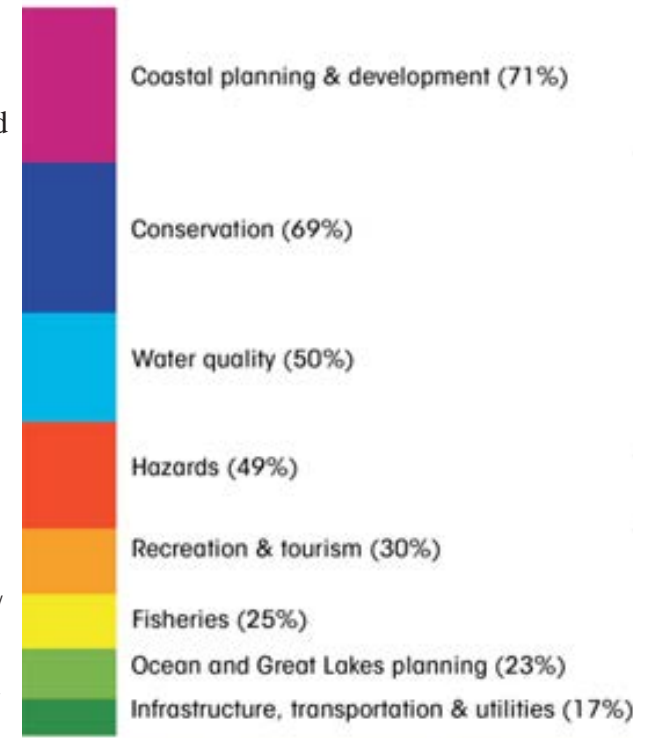 Coastal planning & development (71%)
d
Conservation (69%)
Water quality (50%)
Hazards (49%)
Recreation & tourism (30%)
Fisheries (25%)
Ocean and Great Lakes planning (23%)
Infrastructure, transportation & utilities (17%)